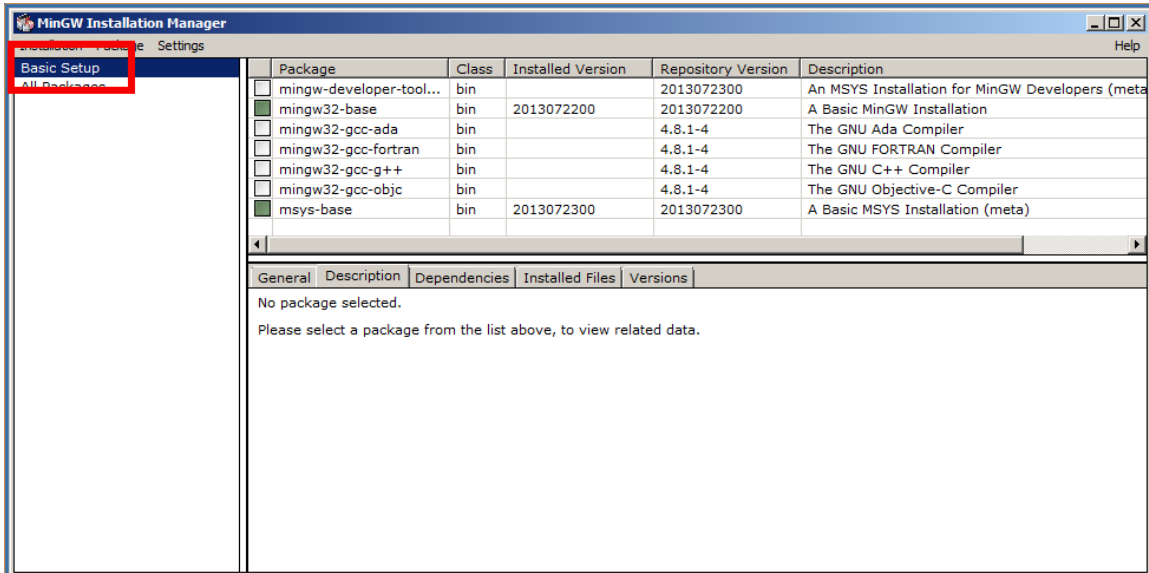 MinGW Installation Manager
Installation Package Settings Help
Basic Setup
All Packages
Package Class Installed Version Repository Version Description
mingw-developer-tool... bin 2013072300 An MSYS Installation for MinGW Developers (meta
mingw32-base bin 2013072200 2013072200 A Basic MinGW Installation
mingw32-gcc-ada bin 4.8.1-4 The GNU Ada Compiler
mingw32-gcc-fortran bin 4.8.1-4 The GNU FORTRAN Compiler
mingw32-gcc-g++ bin 4.8.1-4 The GNU C++ Compiler
mingw32-gcc-objc bin 4.8.1-4 The GNU Objective-C Compiler
msys-base bin 2013072300 2013072300 A Basic MSYS Installation (meta)
General Description Dependencies Installed Files Versions
No package selected.
Please select a package from the list above, to view related data.